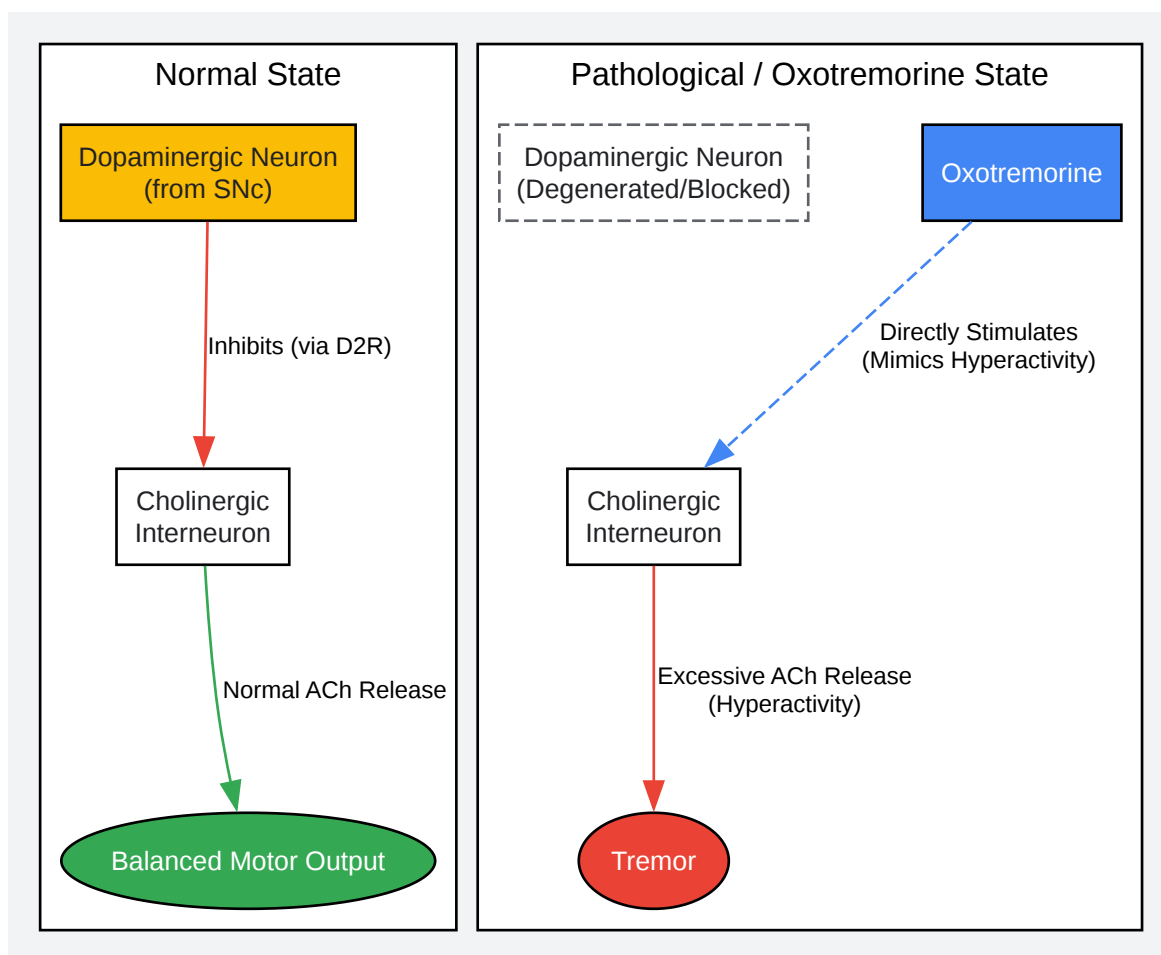 Normal State
Dopaminergic Neuron
(from SNc)
Inhibits (via D2R)
Cholinergic
Interneuron
Normal ACh Release
Balanced Motor Output
Pathological / Oxotremorine State
Dopaminergic Neuron
(Degenerated/Blocked)
Oxotremorine
Directly Stimulates
(Mimics Hyperactivity)
Cholinergic
Interneuron
Excessive ACh Release
(Hyperactivity)
Tremor